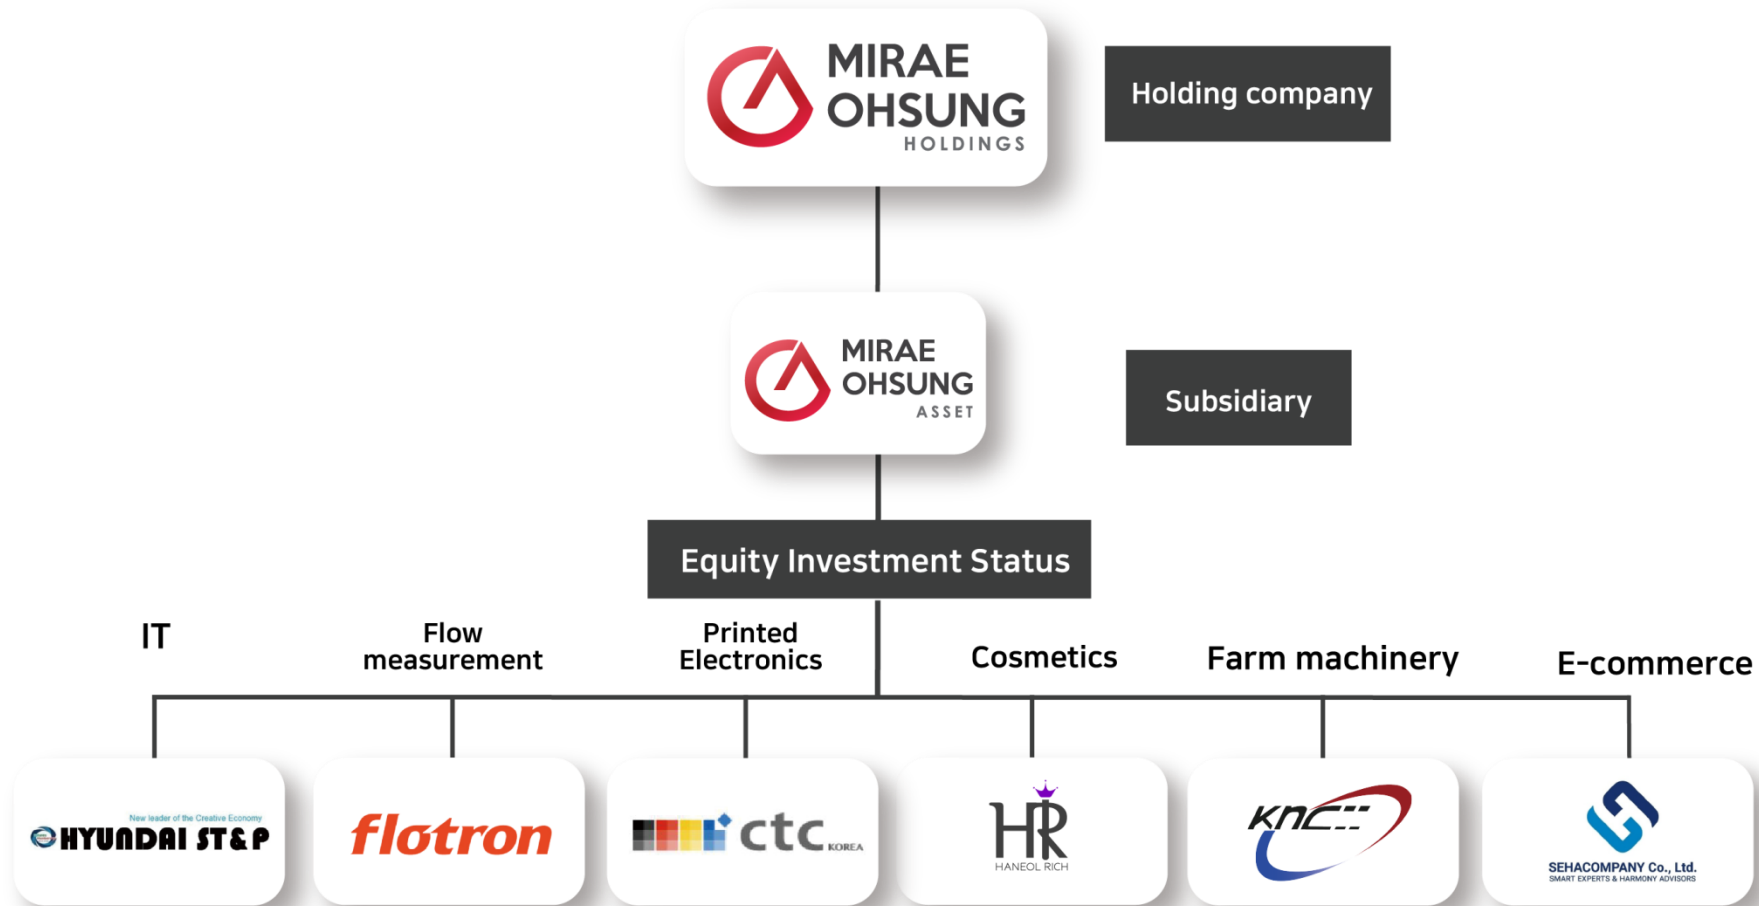 MIRAE
OHSUNG
HOLDINGS
Holding company
MIRAE
OHSUNG
ASSET
Subsidiary
Equity Investment Status
IT
Flow
measurement
Printed
Electronics
Cosmetics
Farm machinery
E-commerce
New leader of the Creative Economy
HYUNDAI ST&P
flotron
ctc KOREA
HR
HANEOL RICH
KNC
SEHACOMPANY Co., Ltd.
SMART EXPERTS & HARMONY ADVISORS